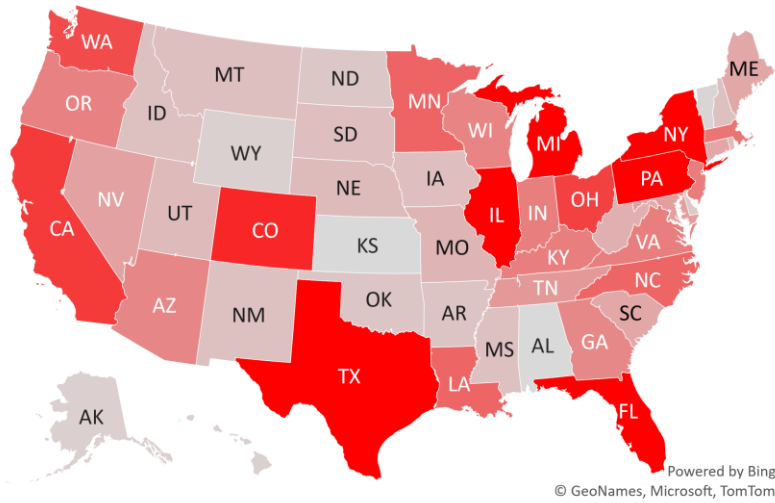 WA
MT
ND
ME
OR
ID
MN
SD
WI
MI
NY
WY
IA
PA
NE
NV
UT
CO
IL
IN
OH
CA
KS
MO
KY
VA
AZ
NM
OK
AR
TN
NC
SC
MS
AL
GA
TX
LA
AK
FL
Powered by Bing
© GeoNames, Microsoft, TomTom